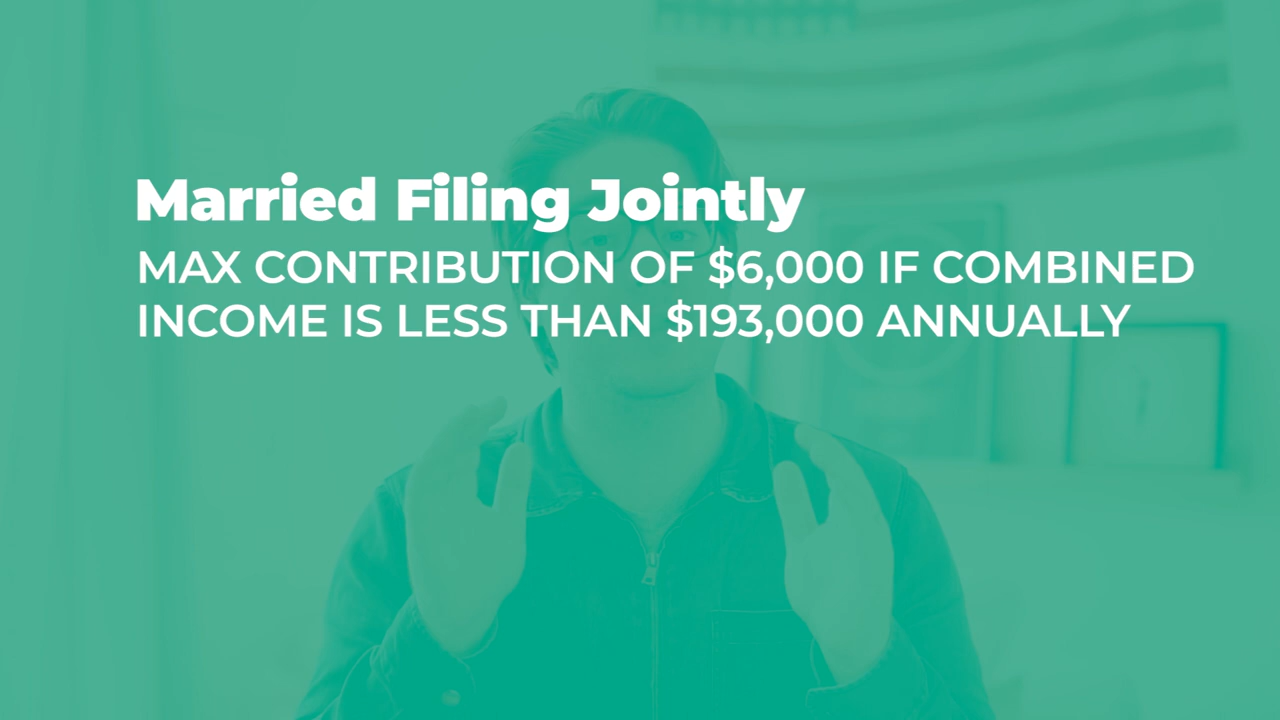 Married Filing Jointly
MAX CONTRIBUTION OF $6,000 IF COMBINED
INCOME IS LESS THAN $193,000 ANNUALLY